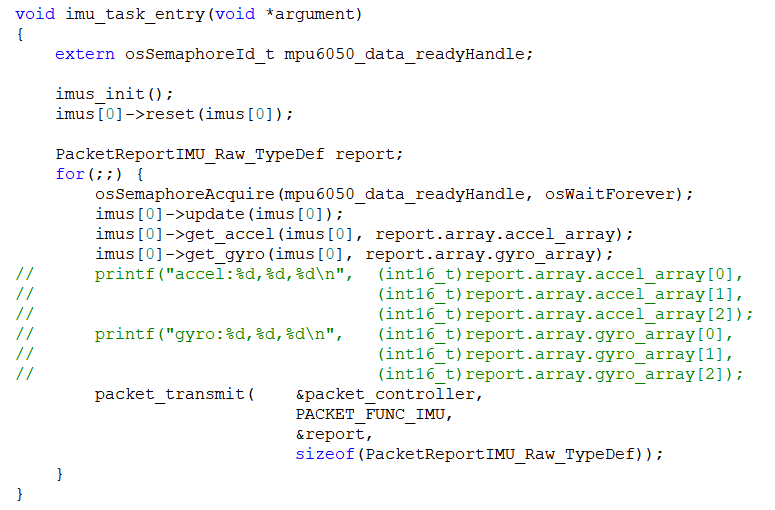 void imu_task_entry(void *argument)
{
    extern osSemaphoreId_t mpu6050_data_readyHandle;

    imus_init();
    imus[0]->reset(imus[0]);

    PacketReportIMU_Raw_TypeDef report;
    for(;;) {
        osSemaphoreAcquire(mpu6050_data_readyHandle, osWaitForever);
        imus[0]->update(imus[0]);
        imus[0]->get_accel(imus[0], report.array.accel_array);
        imus[0]->get_gyro(imus[0], report.array.gyro_array);
//      printf("accel:%d,%d,%d\n",  (int16_t)report.array.accel_array[0],
//                                  (int16_t)report.array.accel_array[1],
//                                  (int16_t)report.array.accel_array[2]);
//      printf("gyro:%d,%d,%d\n",   (int16_t)report.array.gyro_array[0],
//                                  (int16_t)report.array.gyro_array[1],
//                                  (int16_t)report.array.gyro_array[2]);
        packet_transmit(    &packet_controller,
                            PACKET_FUNC_IMU,
                            &report,
                            sizeof(PacketReportIMU_Raw_TypeDef));
    }
}